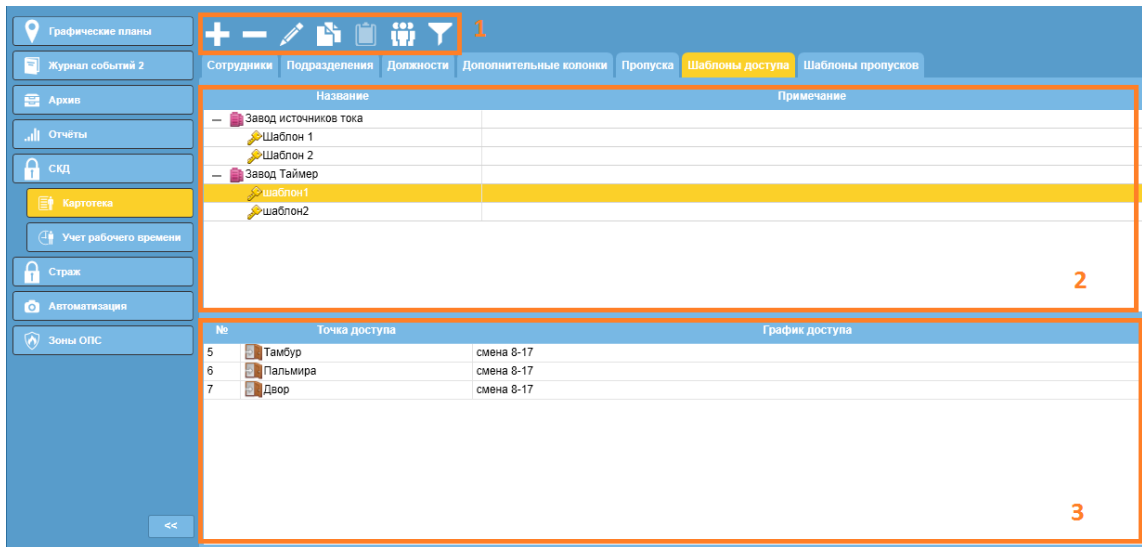 1
Графические планы
Журнал событий 2
Архив
Отчёты
СКД
Картотека
Учет рабочего времени
Страж
Автоматизация
Зоны ОПС
<<
Сотрудники Подразделения Должности Дополнительные колонки Пропуска Шаблоны доступа Шаблоны пропусков
Название Примечание
Завод источников тока
Шаблон 1
Шаблон 2
Завод Таймер
шаблон1
шаблон2
2
№ Точка доступа График доступа
5 Тамбур смена 8-17
6 Пальмира смена 8-17
7 Двор смена 8-17
3